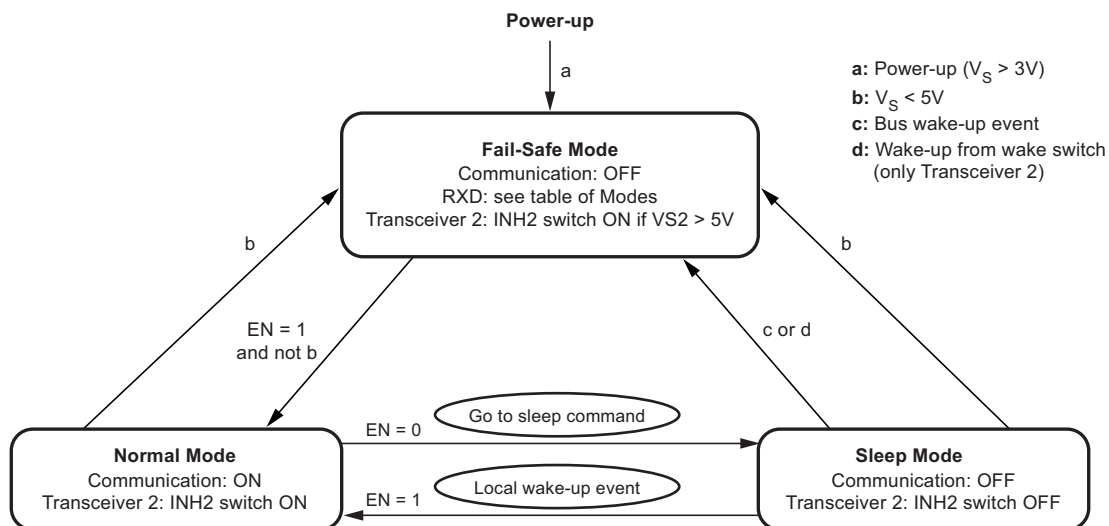 Power-up
a
a: Power-up (VS > 3V)
b: VS < 5V
c: Bus wake-up event
d: Wake-up from wake switch
(only Transceiver 2)
Fail-Safe Mode
Communication: OFF
RXD: see table of Modes
Transceiver 2: INH2 switch ON if VS2 > 5V
b
b
EN = 1
and not b
c or d
Go to sleep command
EN = 0
Normal Mode
Communication: ON
Transceiver 2: INH2 switch ON
Local wake-up event
EN = 1
Sleep Mode
Communication: OFF
Transceiver 2: INH2 switch OFF